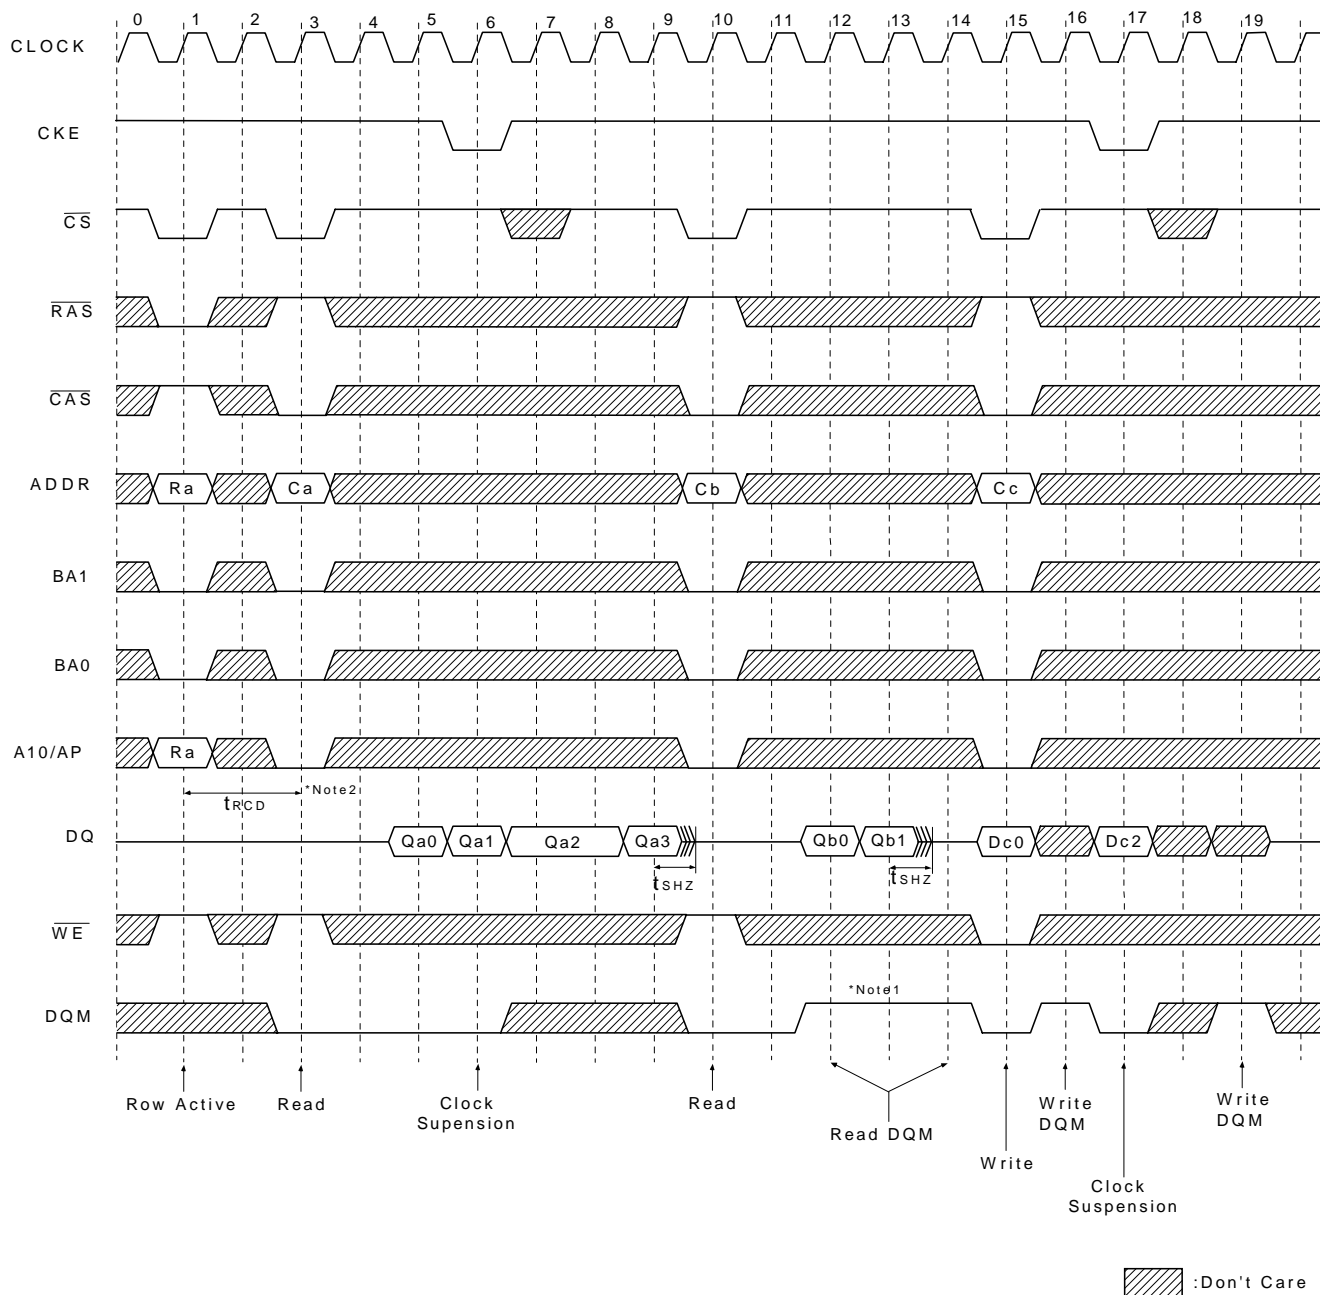 0 1 2 3 4 5 6 7 8 9 10 11 12 13 14 15 16 17 18 19
CLOCK
CKE
CS
RAS
CAS
ADDR Ra Ca Cb Cc
BA1
BA0
A10/AP Ra
tRCD *Note2
DQ Qa0 Qa1 Qa2 Qa3 Qb0 Qb1 Dc0 Dc2
tSHZ tSHZ
WE
*Note1
DQM
Row Active
Read
Clock
Supension
Read
Read DQM
Write
Write
DQM
Clock
Suspension
Write
DQM
:Don't Care